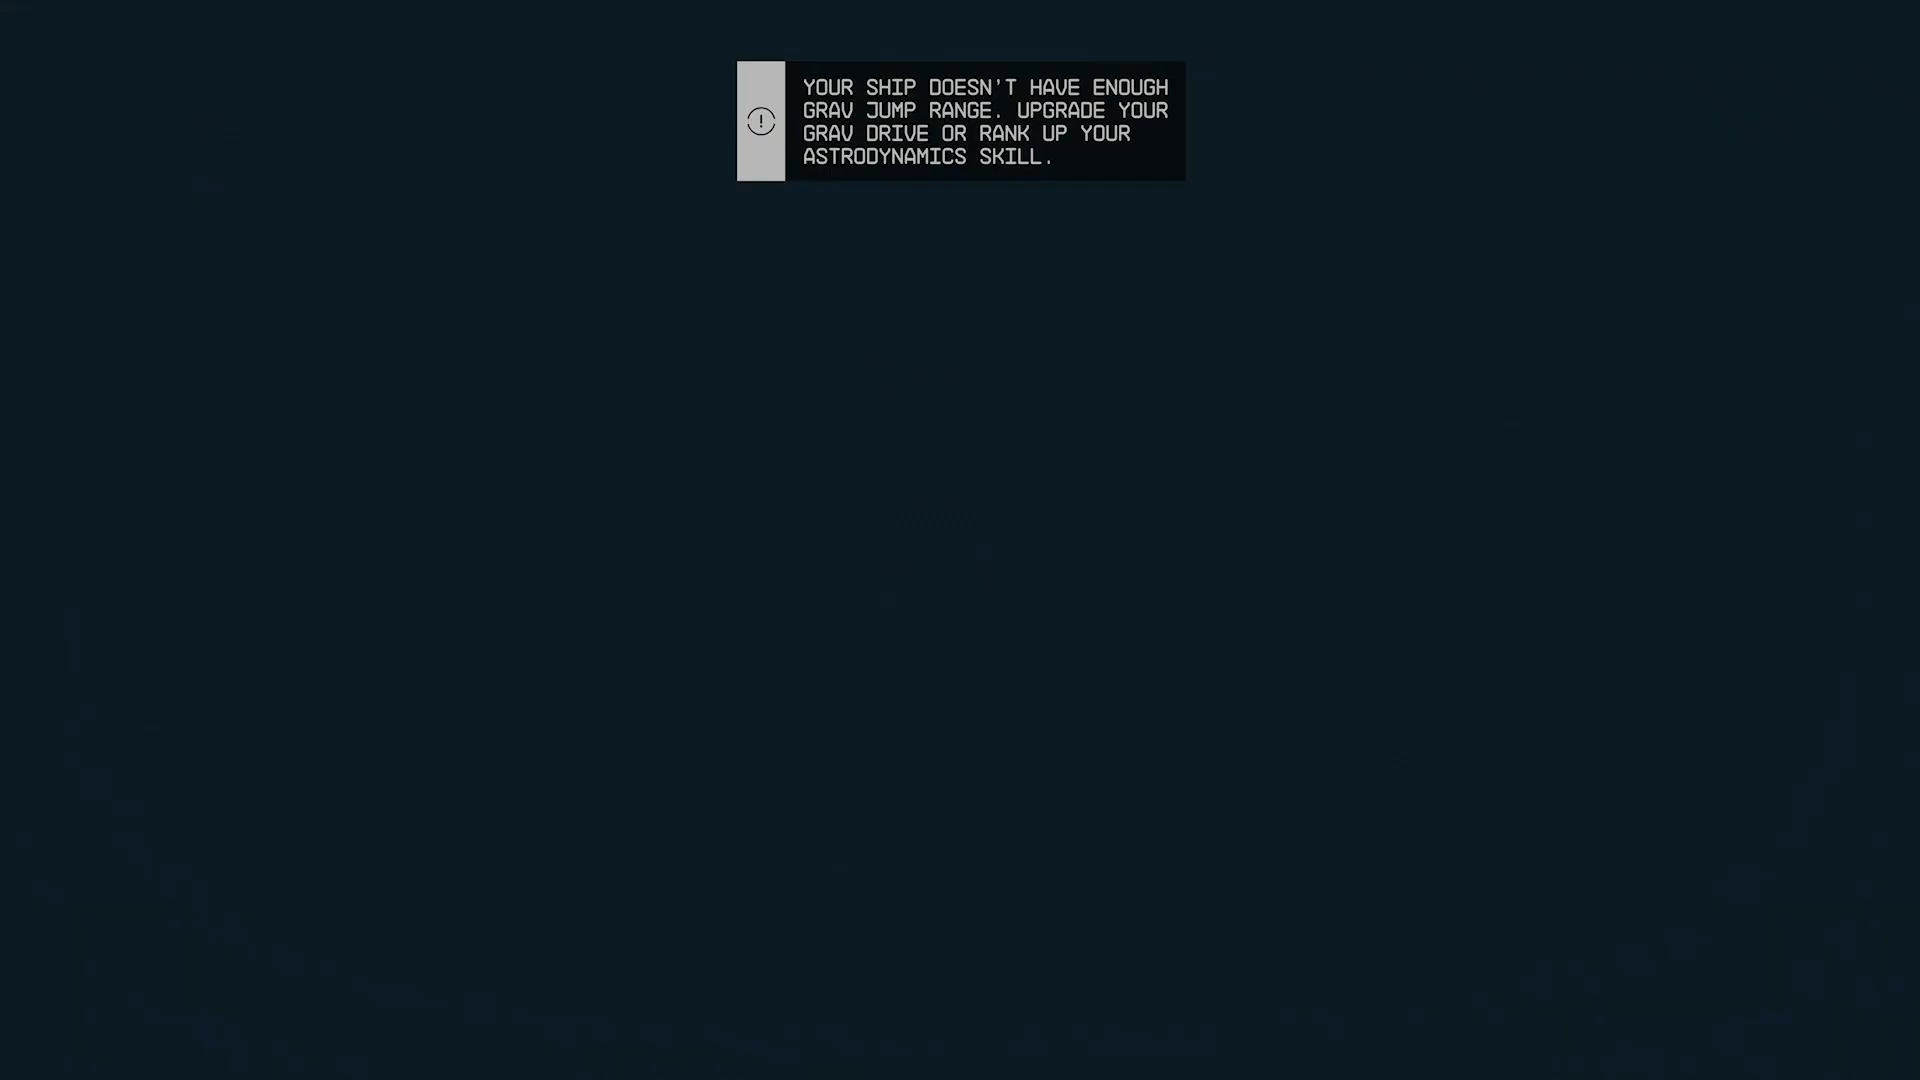 YOUR SHIP DOESN'T HAVE ENOUGH
GRAV JUMP RANGE. UPGRADE YOUR
GRAV DRIVE OR RANK UP YOUR
ASTRODYNAMICS SKILL.